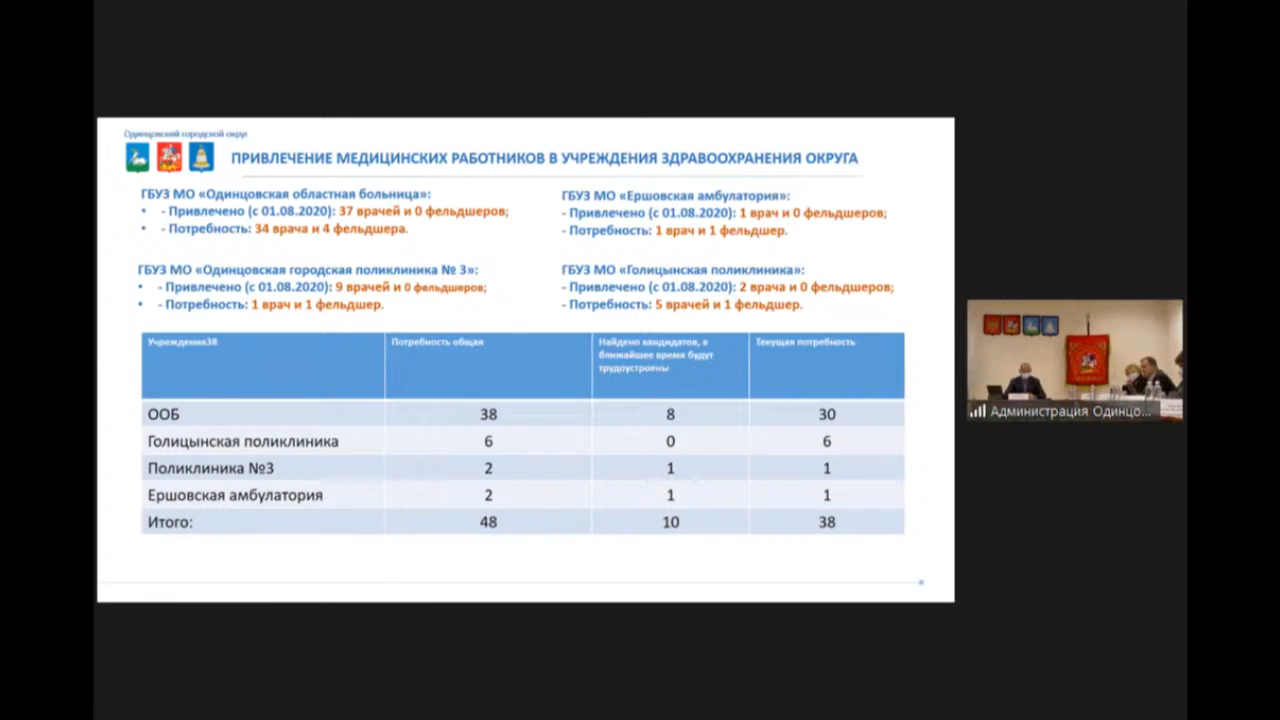 Одинцовский городской округ
ПРИВЛЕЧЕНИЕ МЕДИЦИНСКИХ РАБОТНИКОВ В УЧРЕЖДЕНИЯ ЗДРАВООХРАНЕНИЯ ОКРУГА
ГБУЗ МО «Одинцовская областная больница»:
• - Привлечено (с 01.08.2020): 37 врачей и 0 фельдшеров;
• - Потребность: 34 врача и 4 фельдшера.
ГБУЗ МО «Ершовская амбулатория»:
- Привлечено (с 01.08.2020): 1 врач и 0 фельдшеров;
- Потребность: 1 врач и 1 фельдшер.
ГБУЗ МО «Одинцовская городская поликлиника № 3»:
• - Привлечено (с 01.08.2020): 9 врачей и 0 фельдшеров;
• - Потребность: 1 врач и 1 фельдшер.
ГБУЗ МО «Голицынская поликлиника»:
- Привлечено (с 01.08.2020): 2 врача и 0 фельдшеров;
- Потребность: 5 врачей и 1 фельдшер.
Учреждения38 Потребность общая Найдено кандидатов, в
ближайшее время будут
трудоустроены Текущая потребность
ООБ 38 8 30
Голицынская поликлиника 6 0 6
Поликлиника №3 2 1 1
Ершовская амбулатория 2 1 1
Итого: 48 10 38
Администрация Одинцо...